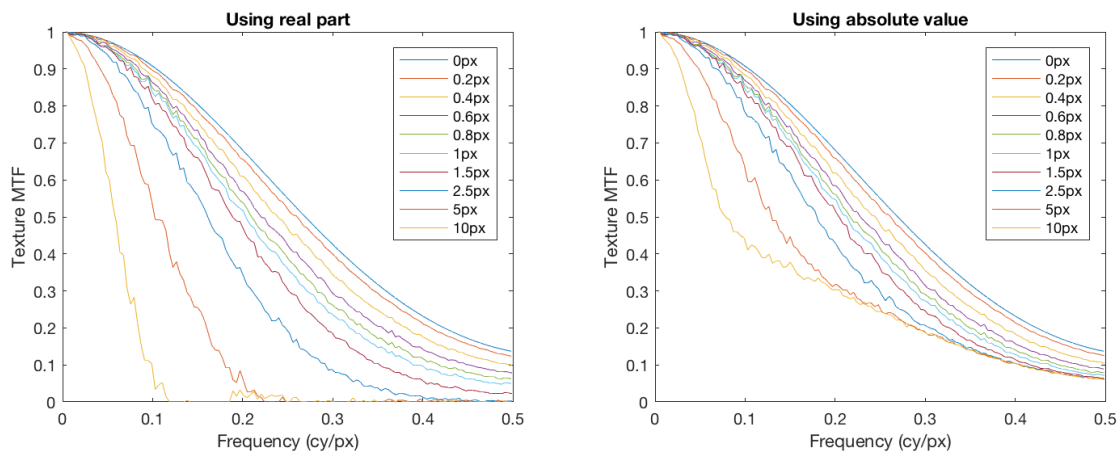 Using real part
1
0.9
0.8
0.7
0.6
0.5
0.4
0.3
0.2
0.1
0
Texture MTF
0px
0.2px
0.4px
0.6px
0.8px
1px
1.5px
2.5px
5px
10px
0 0.1 0.2 0.3 0.4 0.5
Frequency (cy/px)
Using absolute value
1
0.9
0.8
0.7
0.6
0.5
0.4
0.3
0.2
0.1
0
Texture MTF
0px
0.2px
0.4px
0.6px
0.8px
1px
1.5px
2.5px
5px
10px
0 0.1 0.2 0.3 0.4 0.5
Frequency (cy/px)